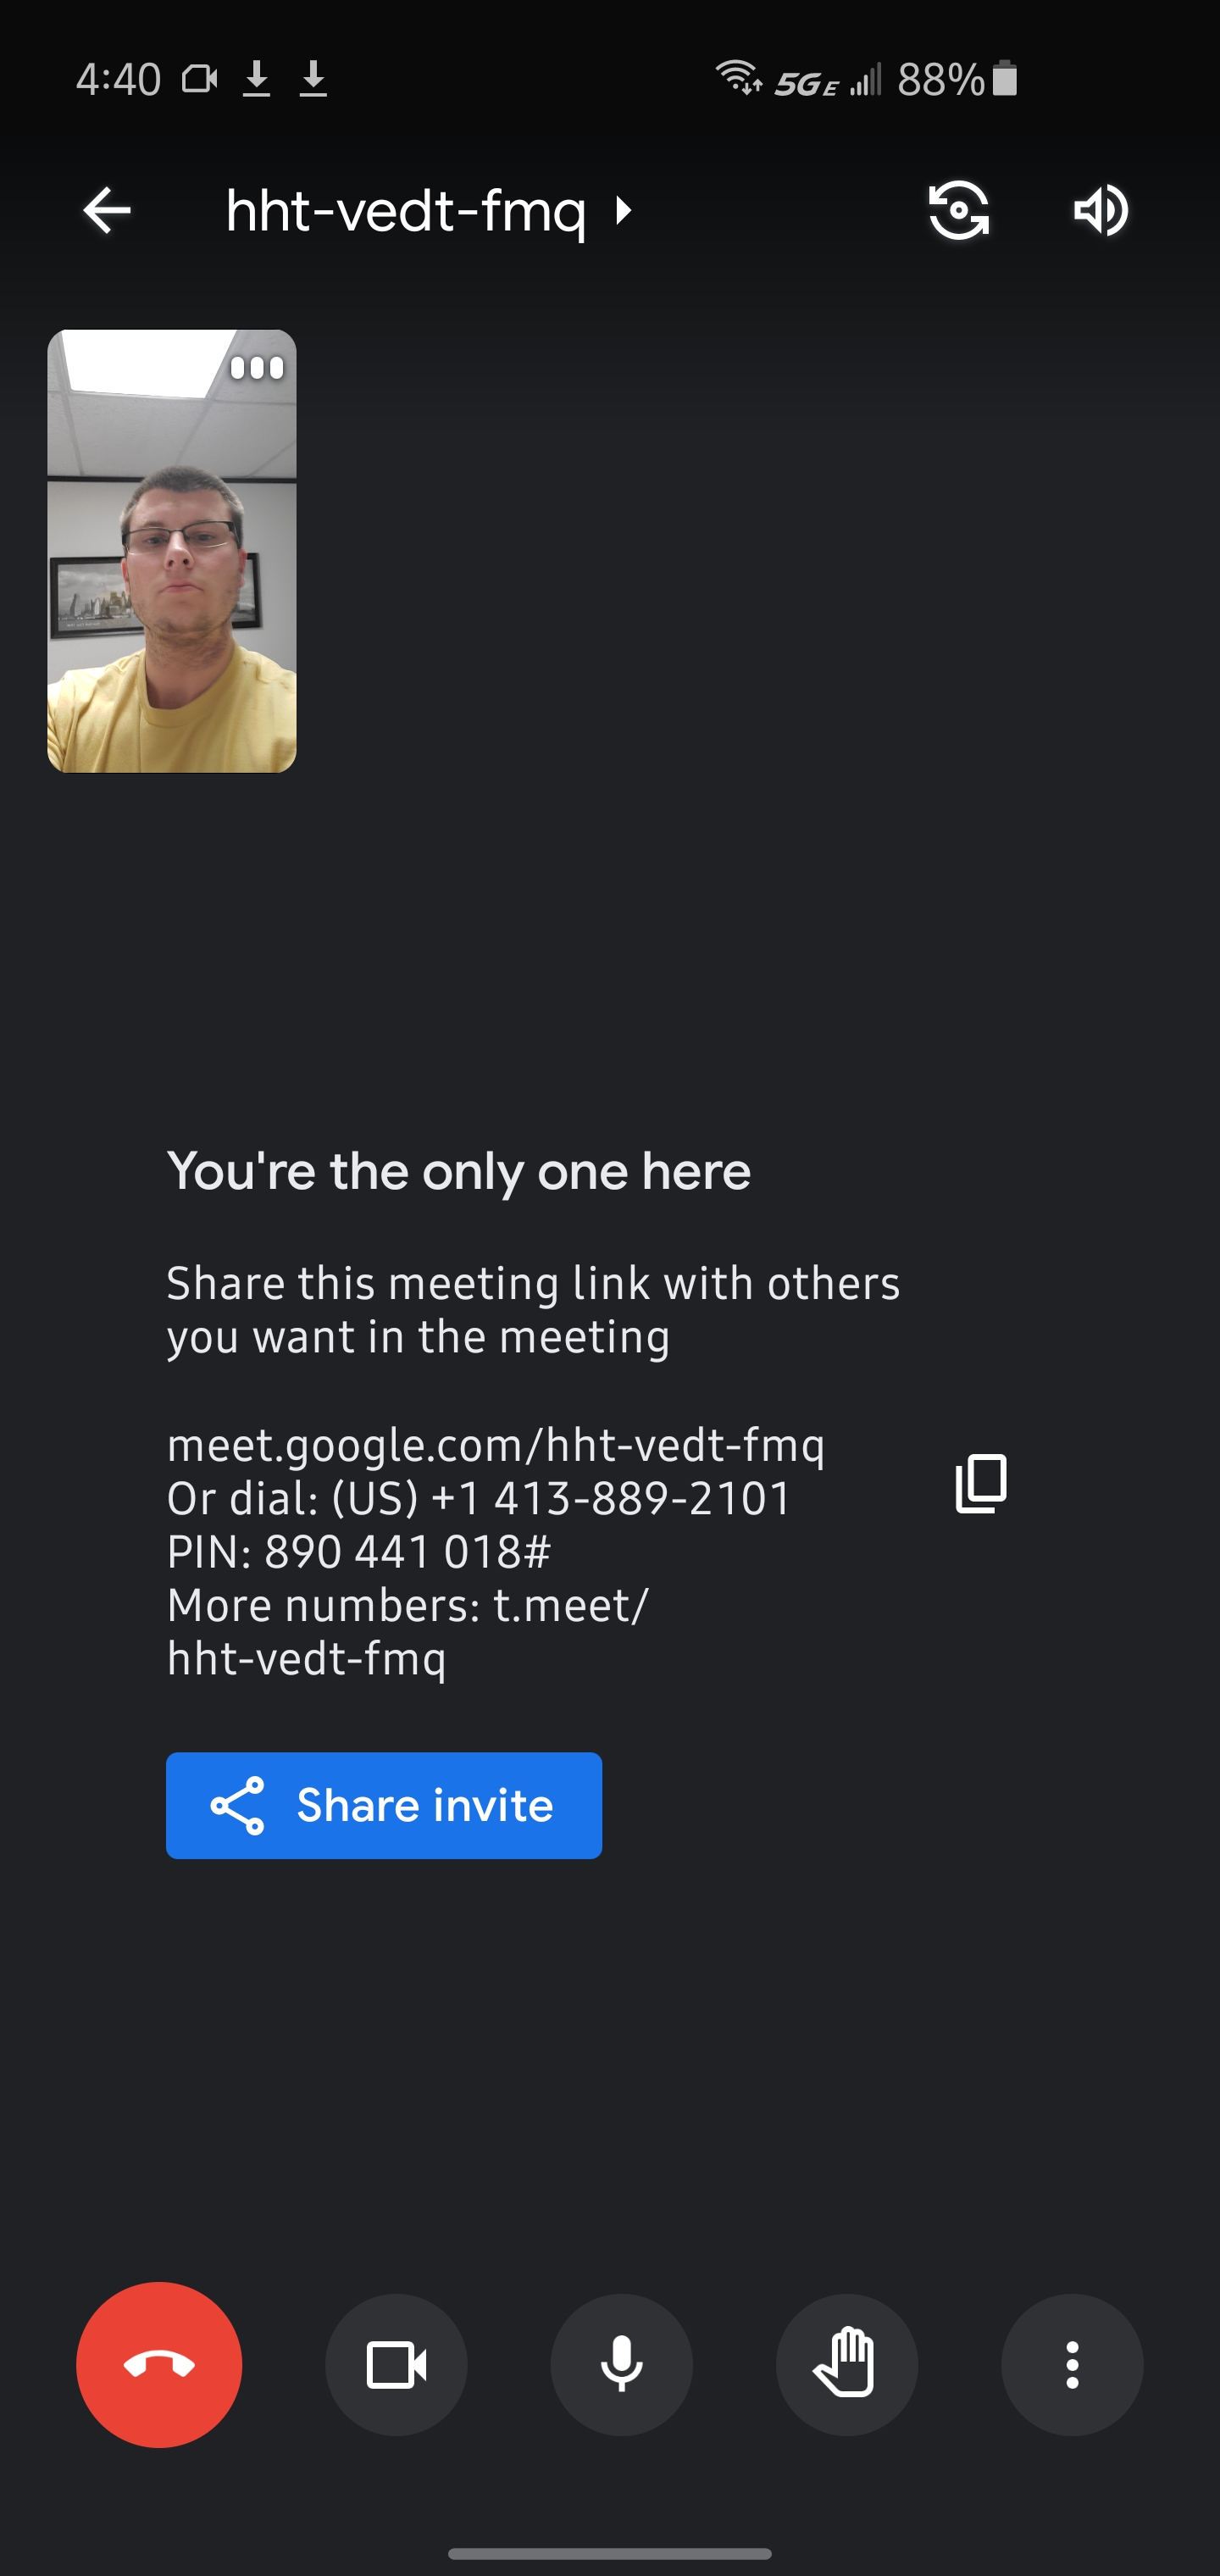 4:40 5GE 88%
hht-vedt-fmq
You're the only one here
Share this meeting link with others
you want in the meeting
meet.google.com/hht-vedt-fmq
Or dial: (US) +1 413-889-2101
PIN: 890 441 018#
More numbers: t.meet/
hht-vedt-fmq
Share invite